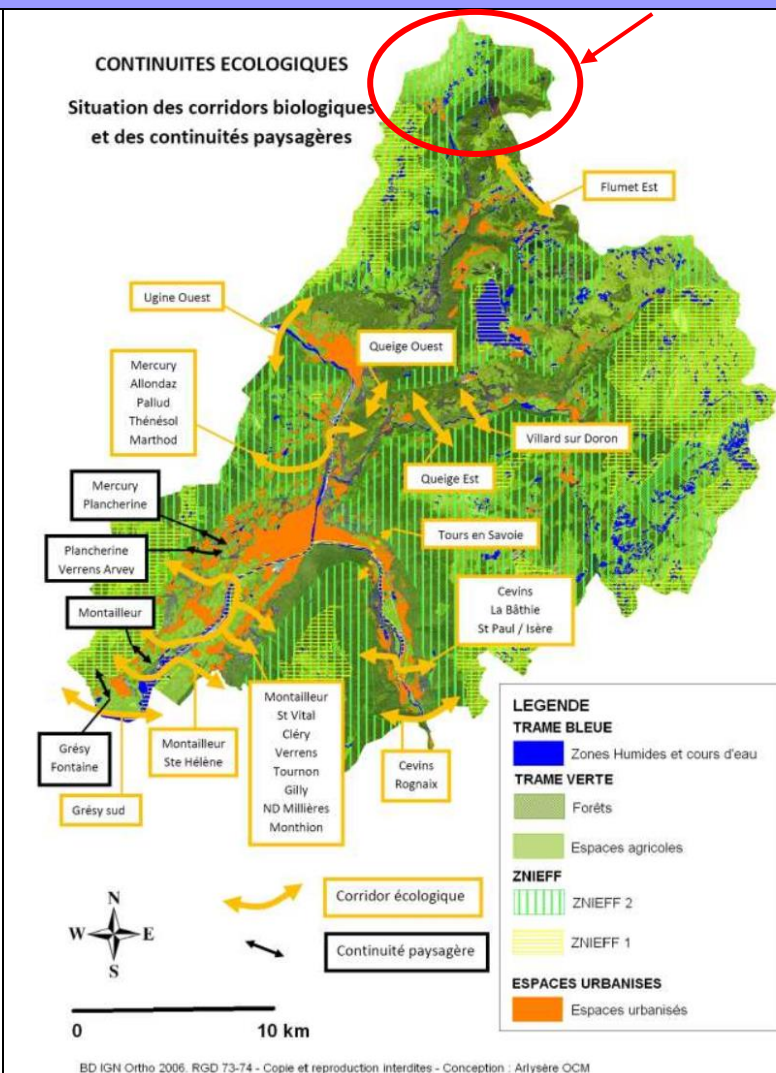 CONTINUITES ECOLOGIQUES
Situation des corridors biologiques
et des continuités paysagères
Flumet Est
Ugine Ouest
Queige Ouest
Mercury
Allondaz
Pallud
Thénésol
Marthod
Villard sur Doron
Queige Est
Mercury
Plancherine
Tours en Savoie
Plancherine
Verrens Arvey
Cevins
La Bâthie
St Paul / Isère
Montailleur
Montailleur
St Vital
Cléry
Verrens
Tournon
Gilly
ND Millières
Monthion
Grésy
Fontaine
Montailleur
Ste Hélène
Cevins
Rognaix
Grésy sud
LEGENDE
TRAME BLEUE
Zones Humides et cours d'eau
TRAME VERTE
Forêts
Espaces agricoles
ZNIEFF
ZNIEFF 2
ZNIEFF 1
ESPACES URBANISES
Espaces urbanisés
N
W E
S
Corridor écologique
Continuité paysagère
0 10 km
BD IGN Ortho 2006. RGD 73-74 - Copie et reproduction interdites - Conception : Arlysère OCM